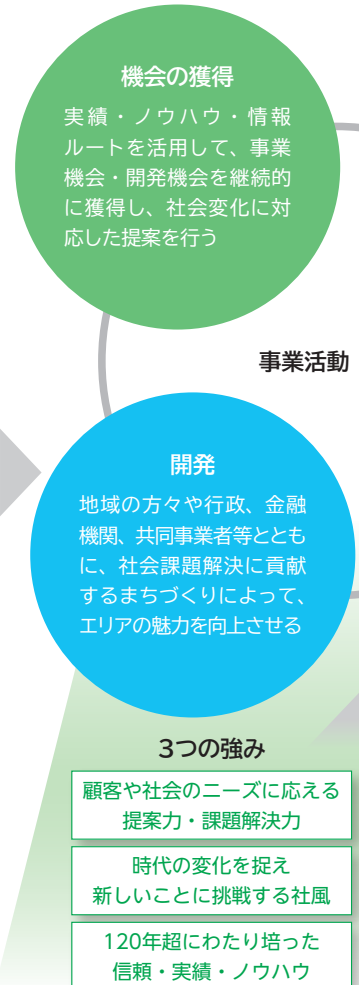 機会の獲得
実績・ノウハウ・情報
ルートを活用して、事業
機会・開発機会を継続的
に獲得し、社会変化に対
応した提案を行う
事業活動
開発
地域の方々や行政、金融
機関、共同事業者等ととも
に、社会課題解決に貢献
するまちづくりによって、
エリアの魅力を向上させる
3つの強み
顧客や社会のニーズに応える
提案力・課題解決力
時代の変化を捉え
新しいことに挑戦する社風
120年超にわたり培った
信頼・実績・ノウハウ